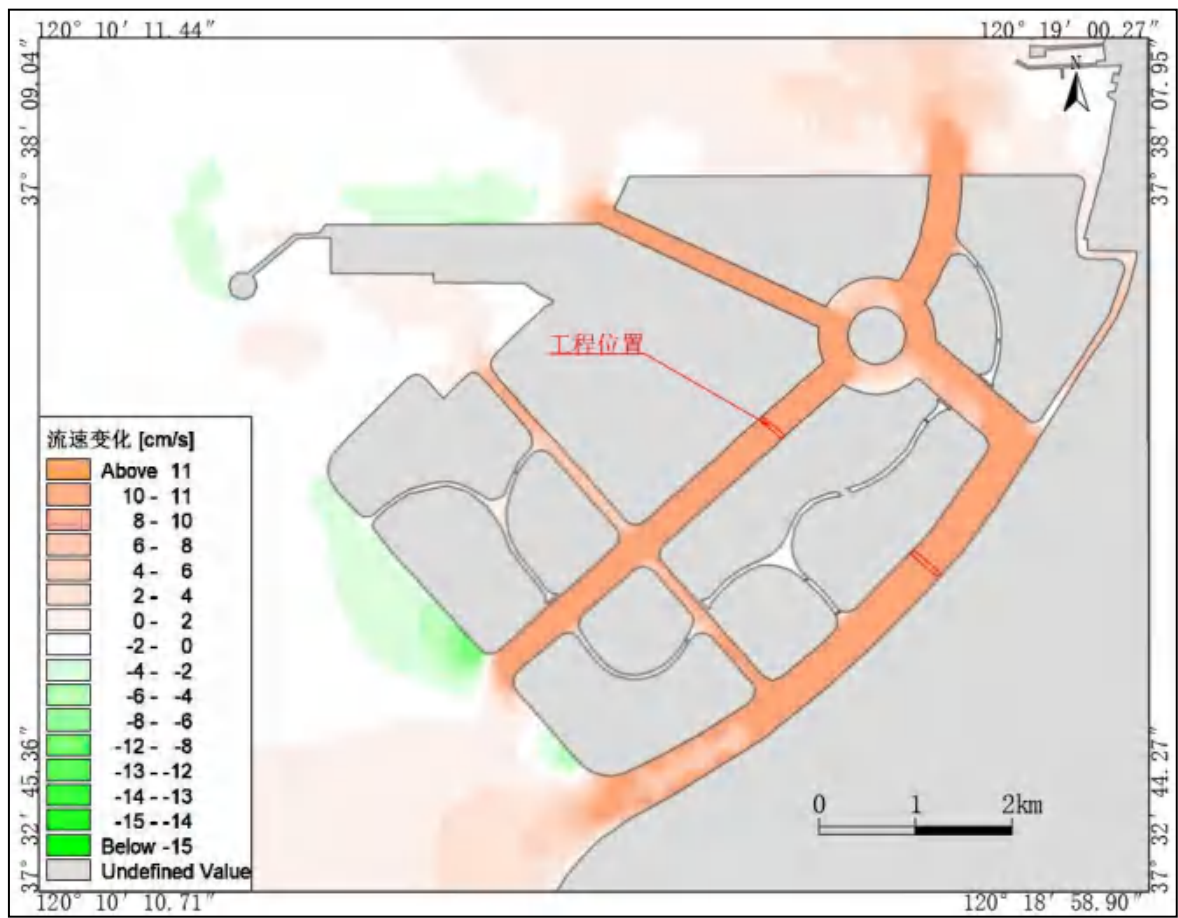 120° 10′ 11.44″
120° 19′ 00.27″
37° 38′ 09.04″
37° 38′ 07.95″
N
工程位置
流速变化 [cm/s]
Above 11
10 - 11
8 - 10
6 - 8
4 - 6
2 - 4
0 - 2
-2 - 0
-4 - -2
-6 - -4
-8 - -6
-12 - -8
-13 - -12
-14 - -13
-15 - -14
Below -15
Undefined Value
0 1 2km
37° 32′ 45.36″
37° 32′ 44.27″
120° 10′ 10.71″
120° 18′ 58.90″